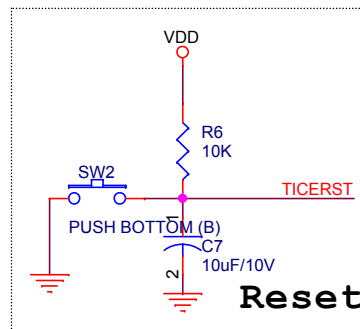 VDD
R6
10K
SW2
TICERST
PUSH BOTTOM (B)
1
C7
10uF/10V
2
Reset